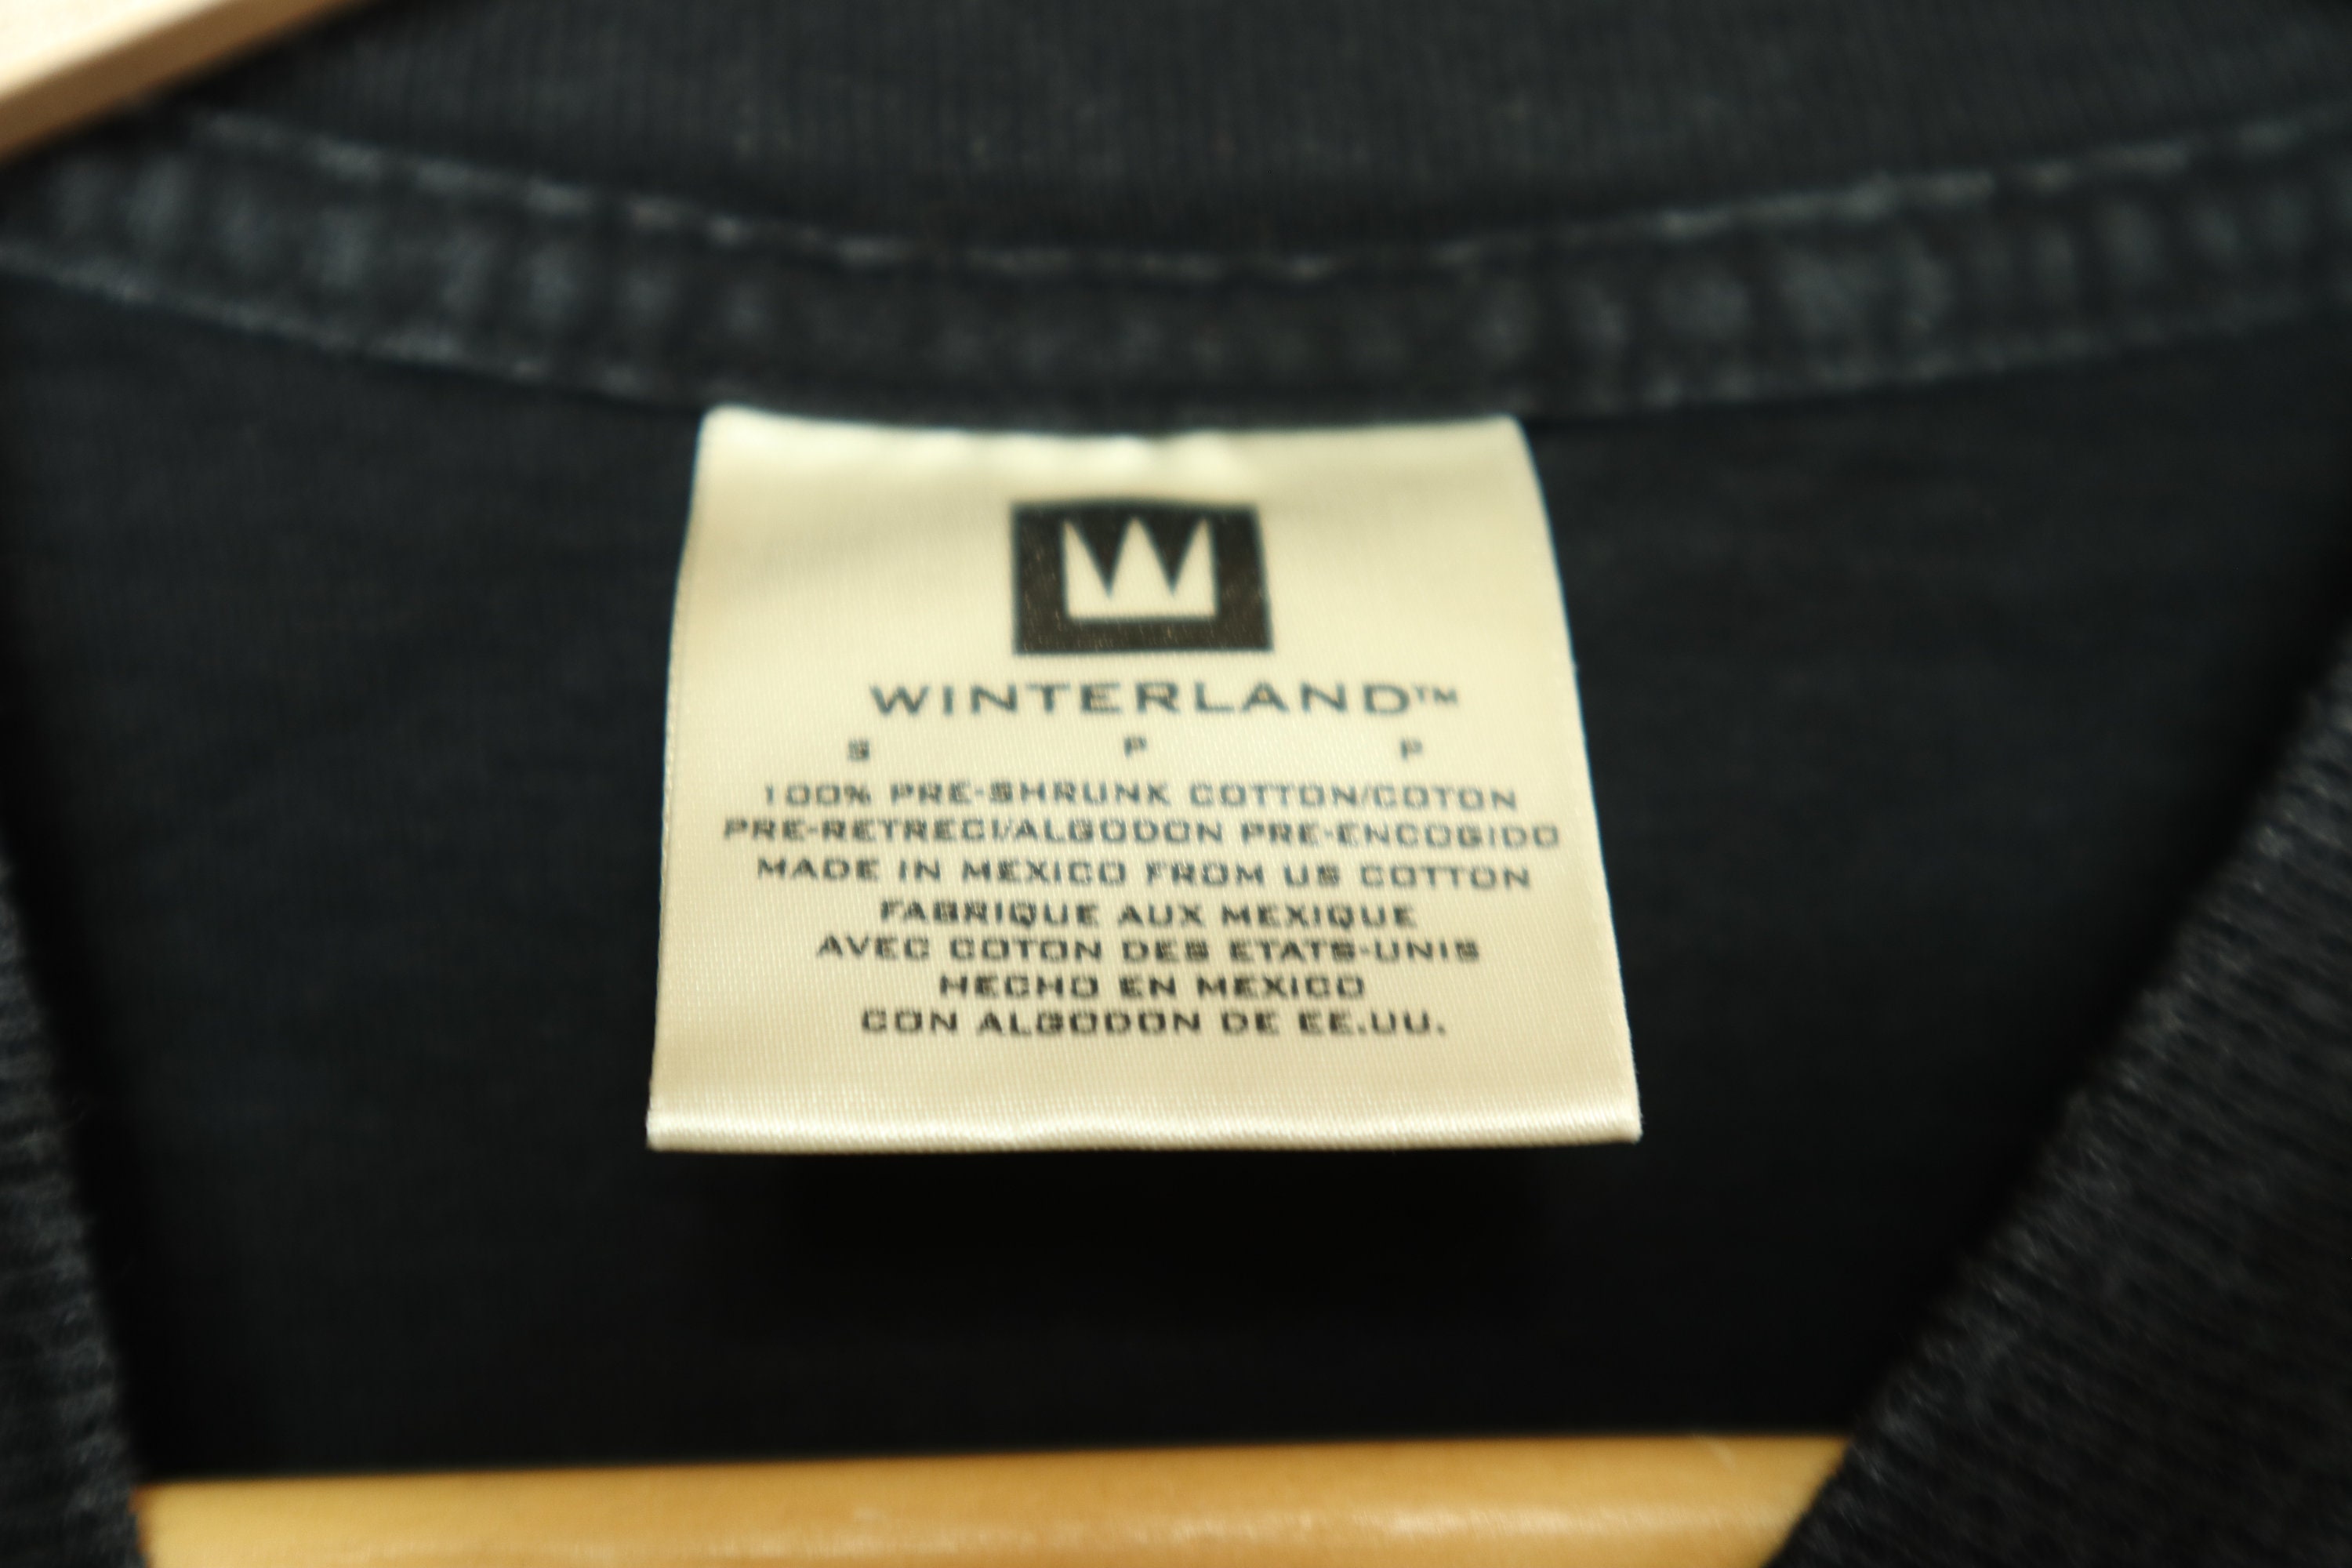 W
WINTERLAND™
S P P
100% PRE-SHRUNK COTTON/COTON
PRE-RETRECI/ALGODON PRE-ENCOGIDO
MADE IN MEXICO FROM US COTTON
FABRIQUE AUX MEXIQUE
AVEC COTON DES ETATS-UNIS
HECHO EN MEXICO
CON ALGODON DE EE.UU.